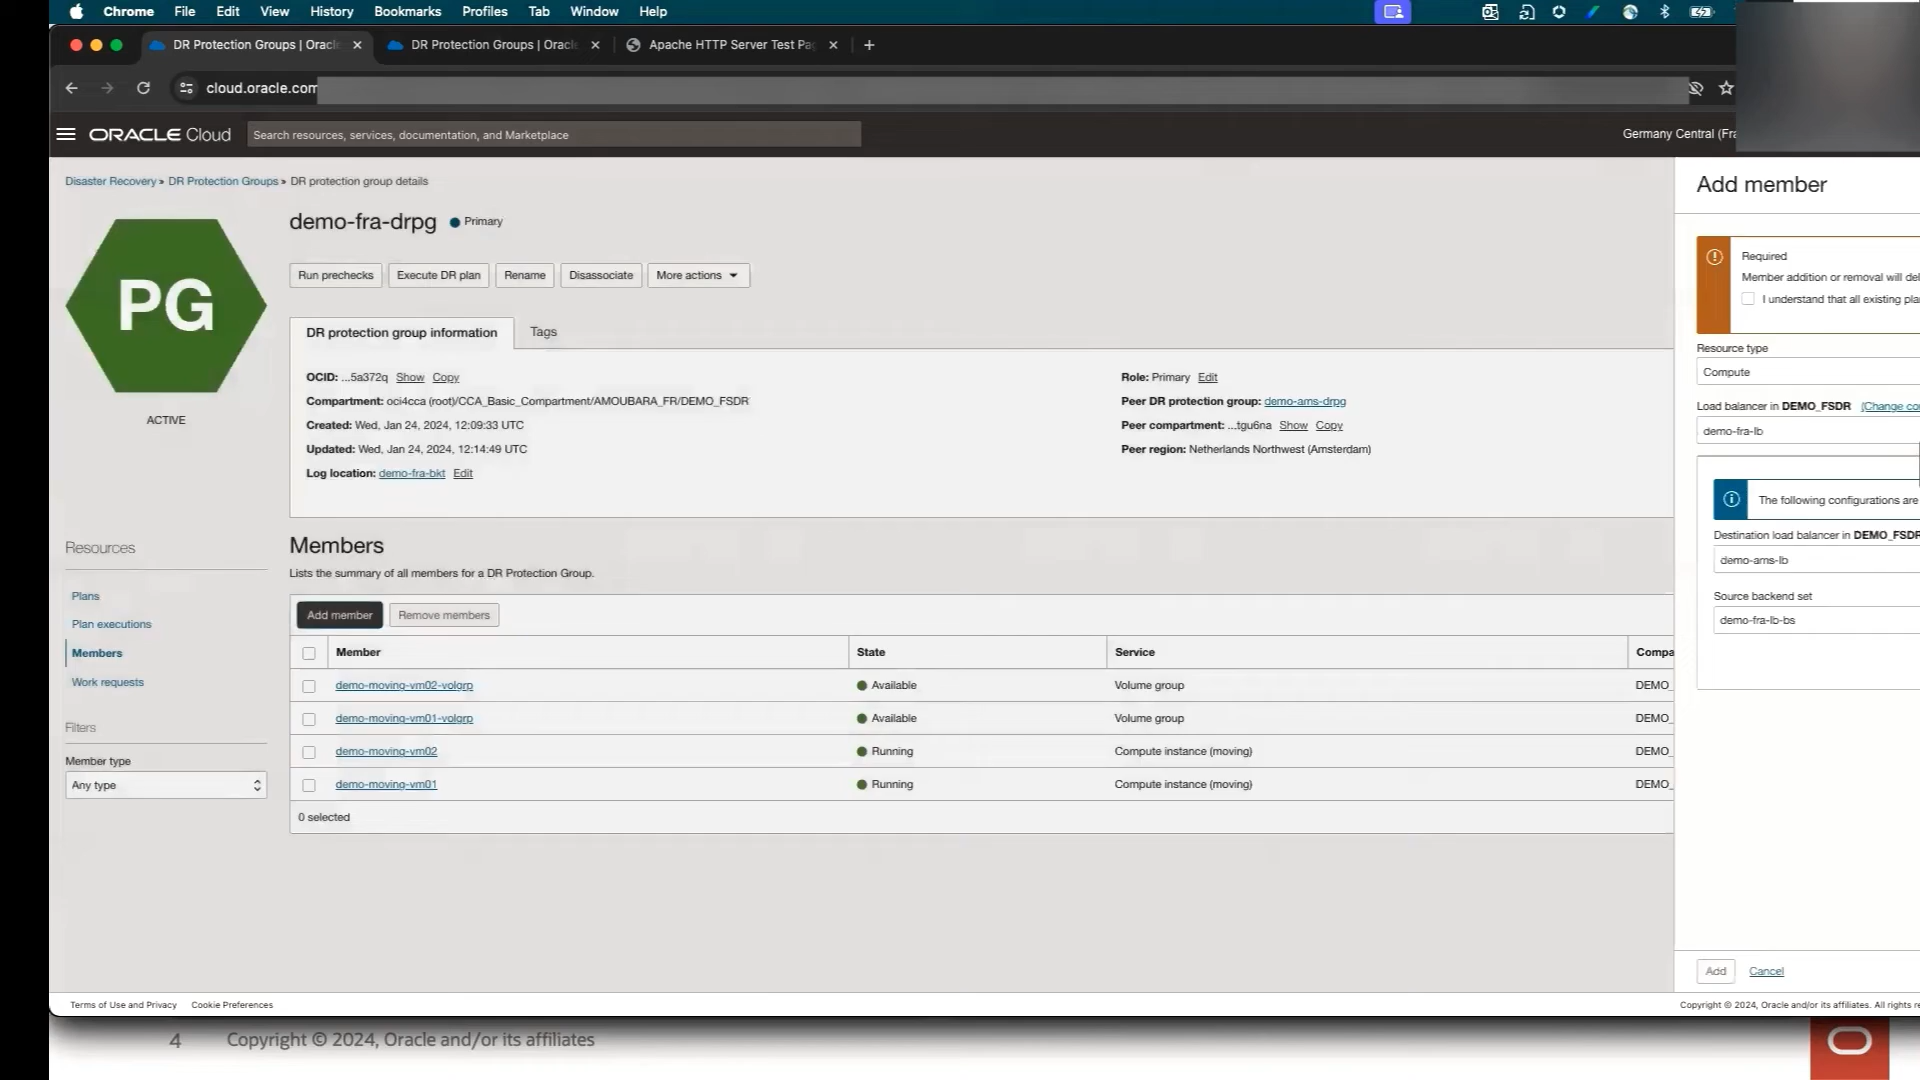 Chrome File Edit View History Bookmarks Profiles Tab Window Help
DR Protection Groups | Oracle
DR Protection Groups | Oracl
Apache HTTP Server Test Pa
cloud.oracle.com
ORACLE Cloud
Search resources, services, documentation, and Marketplace
Germany Central (Fra
Disaster Recovery » DR Protection Groups » DR protection group details
PG
ACTIVE
demo-fra-drpg
Primary
Run prechecks
Execute DR plan
Rename
Disassociate
More actions
DR protection group information
Tags
OCID: ...5a372q Show Copy
Compartment: oci4cca (root)/CCA_Basic_Compartment/AMOUBARA_FR/DEMO_FSDR
Created: Wed, Jan 24, 2024, 12:09:33 UTC
Updated: Wed, Jan 24, 2024, 12:14:49 UTC
Log location: demo-fra-bkt Edit
Role: Primary Edit
Peer DR protection group: demo-ams-drpg
Peer compartment: ...tgu6na Show Copy
Peer region: Netherlands Northwest (Amsterdam)
Resources
Plans
Plan executions
Members
Work requests
Filters
Member type
Any type
Members
Lists the summary of all members for a DR Protection Group.
Add member
Remove members
Member State Service Compa
demo-moving-vm02-volgrp Available Volume group DEMO_
demo-moving-vm01-volgrp Available Volume group DEMO_
demo-moving-vm02 Running Compute instance (moving) DEMO_
demo-moving-vm01 Running Compute instance (moving) DEMO_
0 selected
Add member
Required
Member addition or removal will del
I understand that all existing pla
Resource type
Compute
Load balancer in DEMO_FSDR (Change co
demo-fra-lb
The following configurations are
Destination load balancer in DEMO_FSDR
demo-ams-lb
Source backend set
demo-fra-lb-bs
Add
Cancel
Terms of Use and Privacy Cookie Preferences
Copyright © 2024, Oracle and/or its affiliates. All rights re
4 Copyright © 2024, Oracle and/or its affiliates